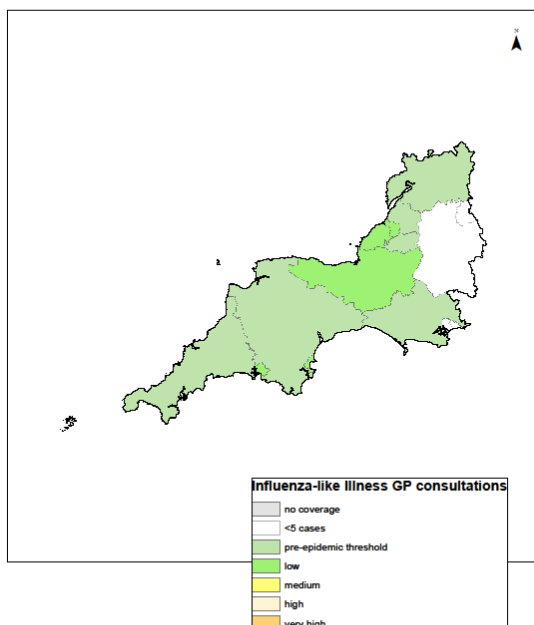 N
Influenza-like Illness GP consultations
no coverage
<5 cases
pre-epidemic threshold
low
medium
high
very high